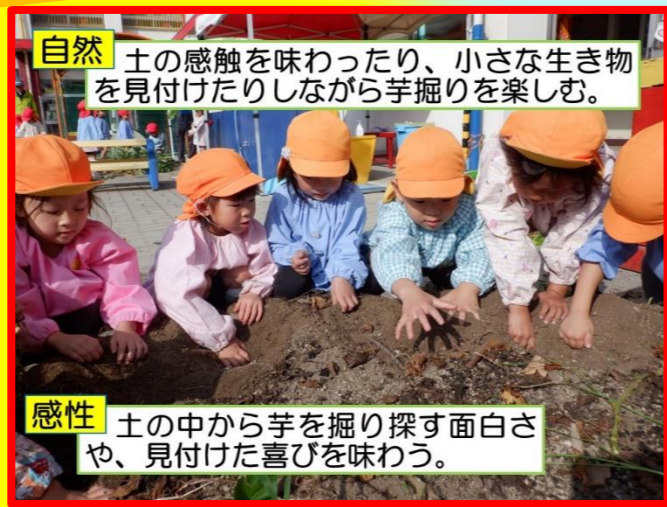 自然
土の感触を味わったり、小さな生き物
を見付けたりしながら芋掘りを楽しむ。
感性
土の中から芋を掘り探す面白さ
や、見付けた喜びを味わう。